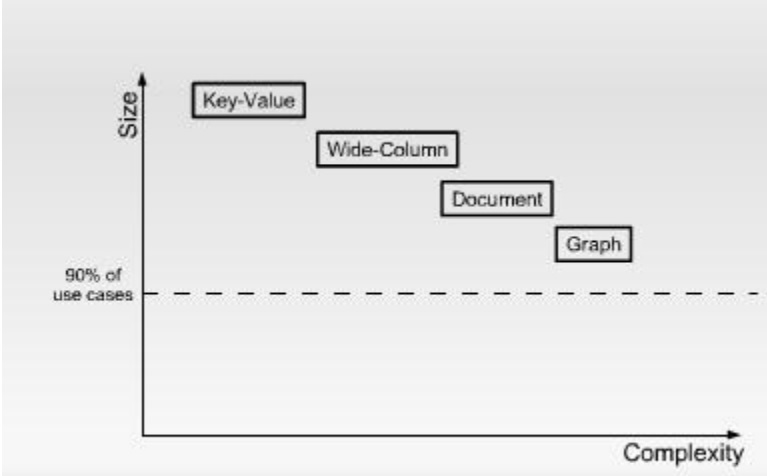 Size
Key-Value
Wide-Column
Document
Graph
90% of
use cases
Complexity